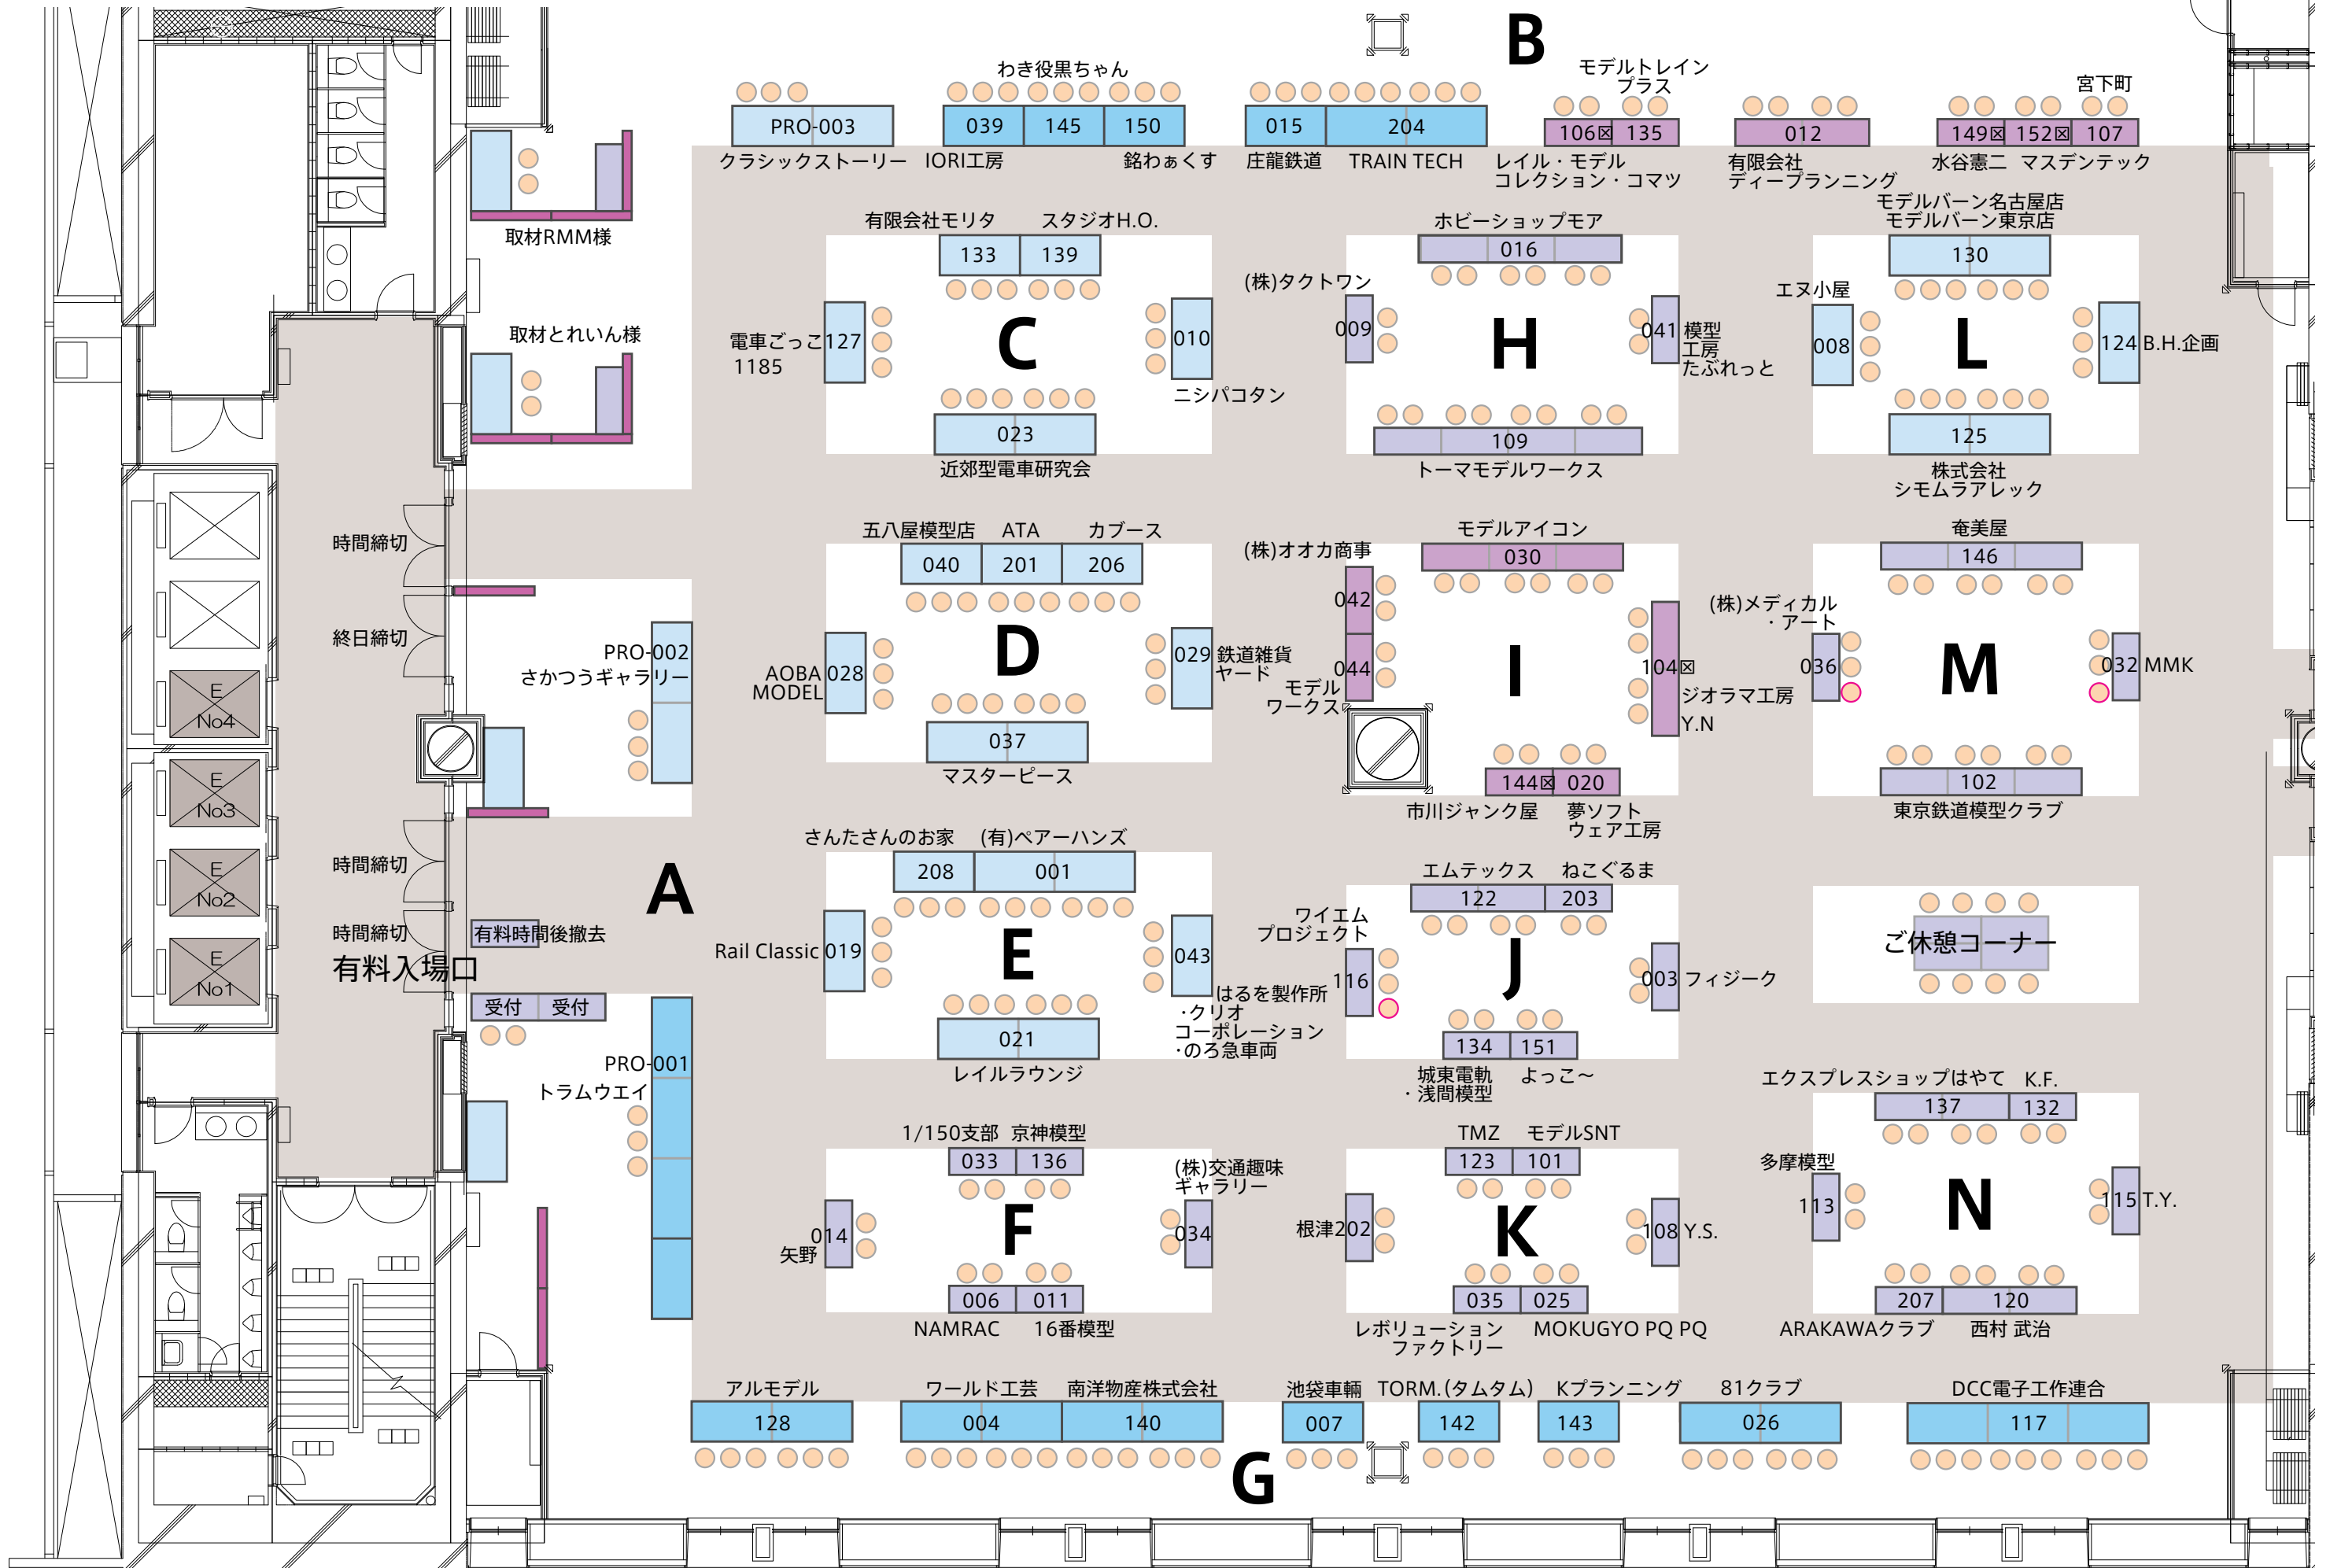 B
わき役黒ちゃん
モデルトレイン
プラス
宮下町
PRO-003
039
145
150
015
204
106☒
135
012
149☒
152☒
107
クラシックストーリー
IORI工房
銘わぁくす
庄龍鉄道
TRAIN TECH
レイル・モデル
コレクション・コマツ
有限会社
ディープランニング
水谷憲二
マスデンテック
取材RMM様
取材とれいん様
有限会社モリタ
スタジオH.O.
133
139
電車ごっこ
1185
127
C
010
ニシパコタン
023
近郊型電車研究会
ホビーショップモア
016
(株)タクトワン
009
H
041
模型
工房
たぶれっと
109
トーマモデルワークス
モデルバーン名古屋店
モデルバーン東京店
130
エヌ小屋
008
L
124
B.H.企画
125
株式会社
シモムラアレック
時間締切
終日締切
時間締切
時間締切
有料入場口
E
No4
E
No3
E
No2
E
No1
PRO-002
さかつうギャラリー
A
有料時間後撤去
受付
受付
PRO-001
トラムウエイ
五八屋模型店
ATA
カブース
040
201
206
AOBA
MODEL
028
D
029
鉄道雑貨
ヤード
037
マスターピース
モデルアイコン
030
(株)オオカ商事
042
044
モデル
ワークス
I
104☒
ジオラマ工房
Y.N
144☒
020
市川ジャンク屋
夢ソフト
ウェア工房
奄美屋
146
(株)メディカル
・アート
036
M
032
MMK
102
東京鉄道模型クラブ
さんたさんのお家
(有)ペアーハンズ
208
001
Rail Classic
019
E
043
はるを製作所
・クリオ
コーポレーション
・のろ急車両
021
レイルラウンジ
エムテックス
ねこぐるま
122
203
ワイエム
プロジェクト
116
J
003
フィジーク
134
151
城東電軌
・浅間模型
よっこ〜
ご休憩コーナー
1/150支部
京神模型
033
136
014
矢野
F
(株)交通趣味
ギャラリー
034
006
011
NAMRAC
16番模型
TMZ
モデルSNT
123
101
根津
202
K
108
Y.S.
035
025
レボリューション
ファクトリー
MOKUGYO PQ PQ
エクスプレスショップはやて
K.F.
137
132
多摩模型
113
N
115
T.Y.
207
120
ARAKAWAクラブ
西村 武治
アルモデル
ワールド工芸
南洋物産株式会社
池袋車輌
TORM.(タムタム)
Kプランニング
81クラブ
DCC電子工作連合
128
004
140
007
142
143
026
117
G